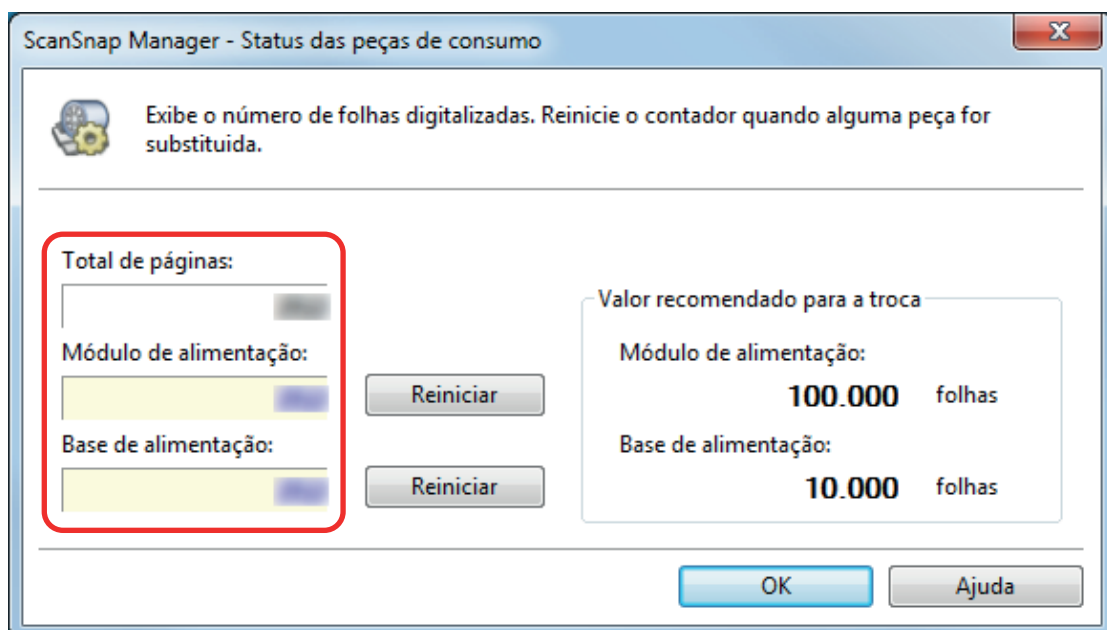 ScanSnap Manager - Status das peças de consumo
Exibe o número de folhas digitalizadas. Reinicie o contador quando alguma peça for
substituida.
Total de páginas:
Módulo de alimentação:
Reiniciar
Base de alimentação:
Reiniciar
Valor recomendado para a troca
Módulo de alimentação:
100.000 folhas
Base de alimentação:
10.000 folhas
OK Ajuda